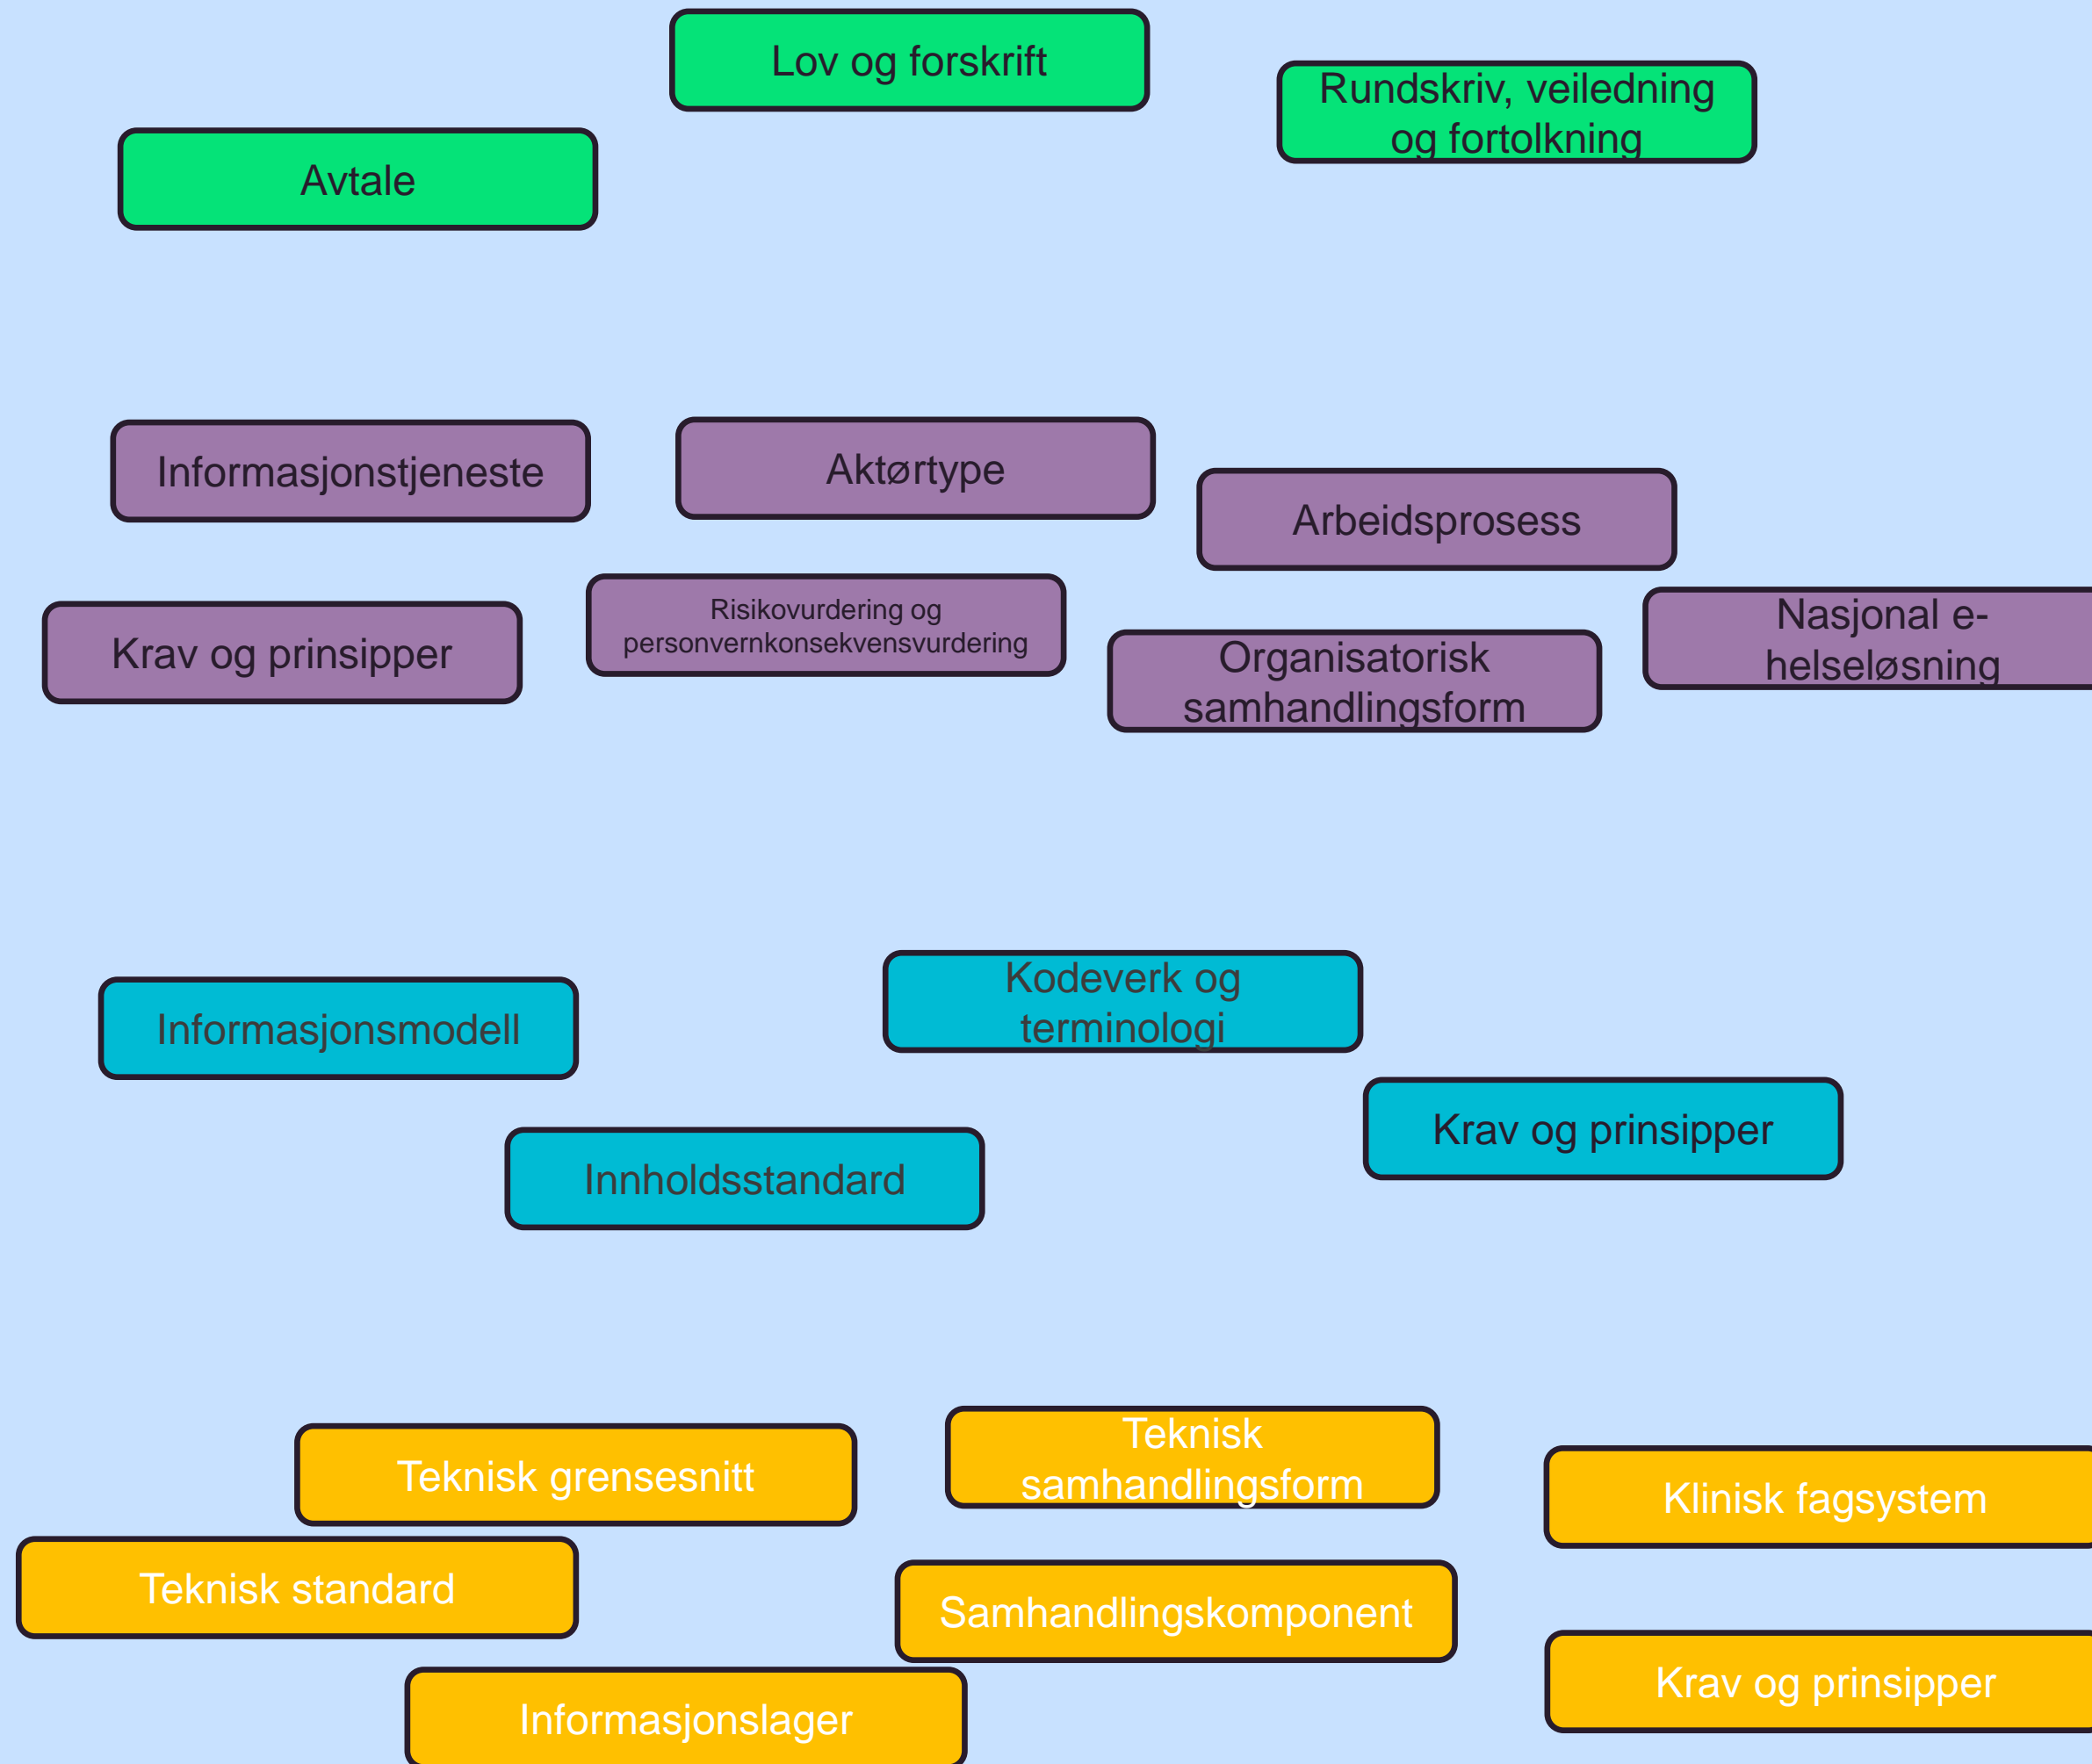 Lov og forskrift
Rundskriv, veiledning
og fortolkning
Avtale
Informasjonstjeneste
Aktørtype
Arbeidsprosess
Krav og prinsipper
Risikovurdering og
personvernkonsekvensvurdering
Organisatorisk
samhandlingsform
Nasjonal e-
helseløsning
Informasjonsmodell
Kodeverk og
terminologi
Krav og prinsipper
Innholdsstandard
Teknisk grensesnitt
Teknisk
samhandlingsform
Klinisk fagsystem
Teknisk standard
Samhandlingskomponent
Krav og prinsipper
Informasjonslager